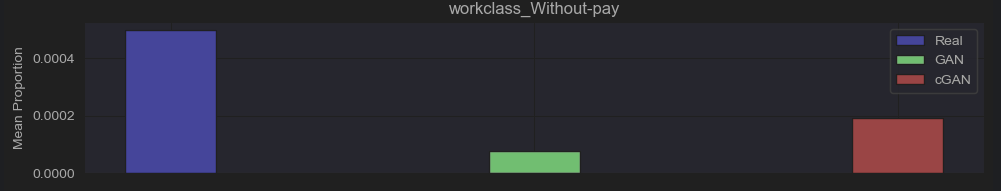 workclass_Without-pay
Mean Proportion
0.0004
0.0002
0.0000
Real
GAN
cGAN